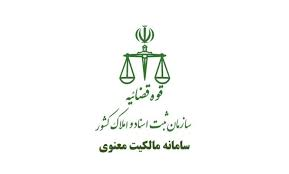 قوه قضائیه
سازمان ثبت اسناد و املاک کشور
سامانه مالکیت معنوی